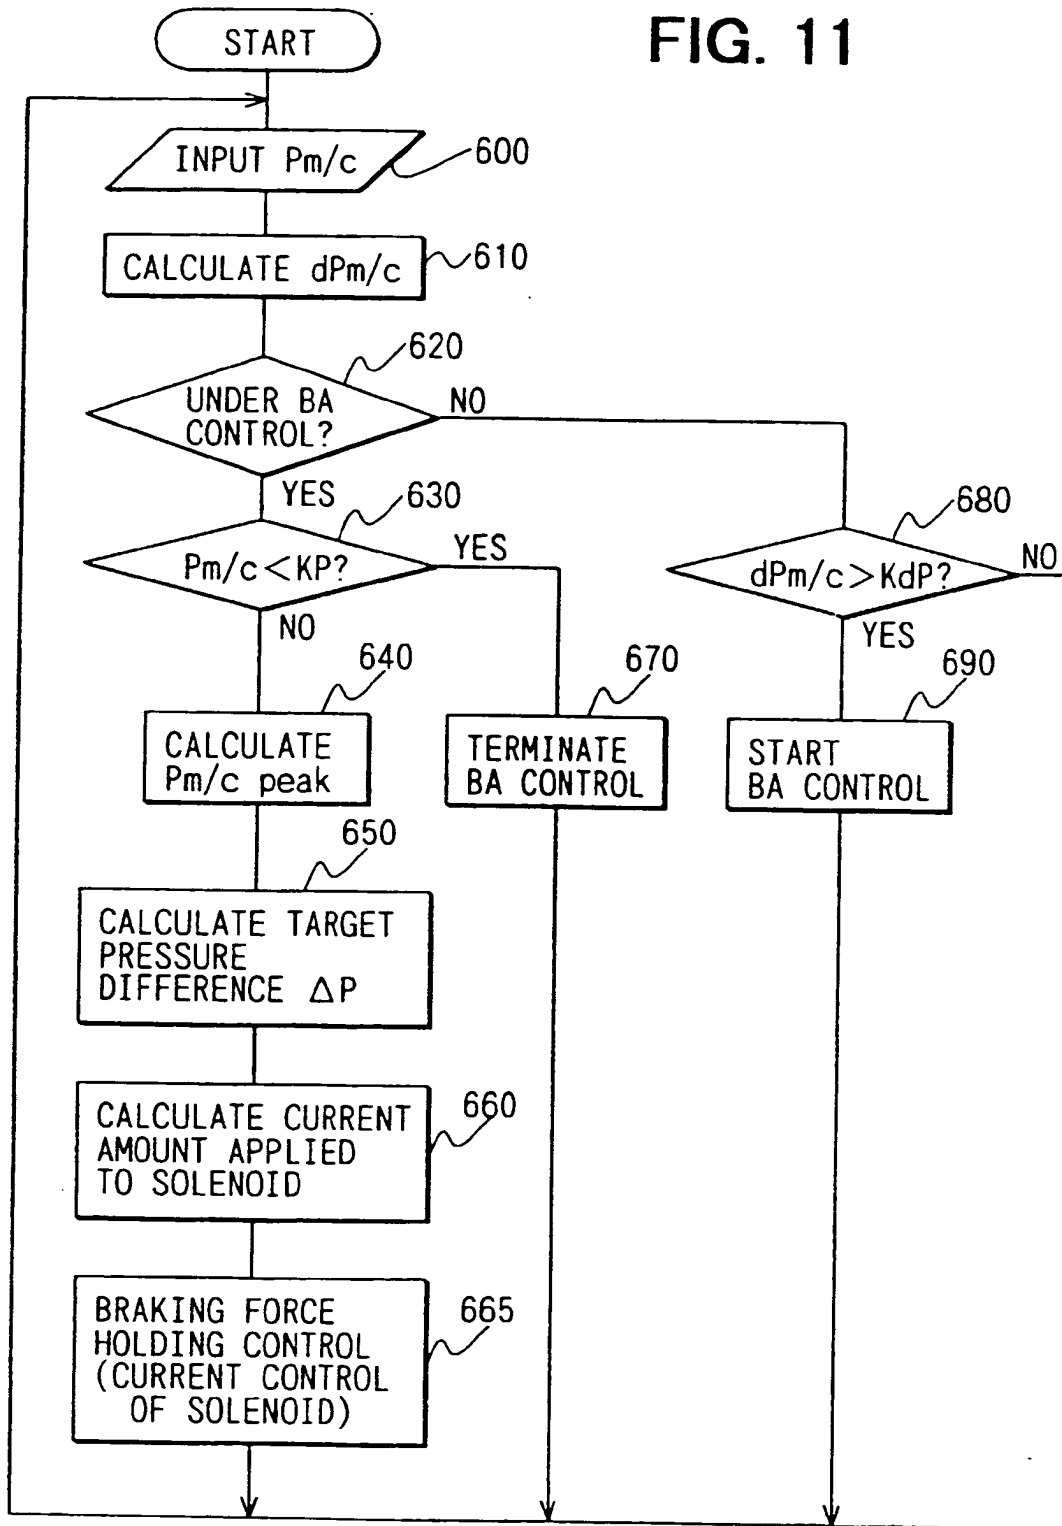 FIG. 11
START
INPUT Pm/c
600
CALCULATE dPm/c
610
620
UNDER BA
CONTROL?
NO
YES
630
Pm/c<KP?
YES
NO
680
dPm/c>KdP?
NO
YES
640
CALCULATE
Pm/c peak
670
TERMINATE
BA CONTROL
690
START
BA CONTROL
650
CALCULATE TARGET
PRESSURE
DIFFERENCE ΔP
660
CALCULATE CURRENT
AMOUNT APPLIED
TO SOLENOID
665
BRAKING FORCE
HOLDING CONTROL
(CURRENT CONTROL
OF SOLENOID)